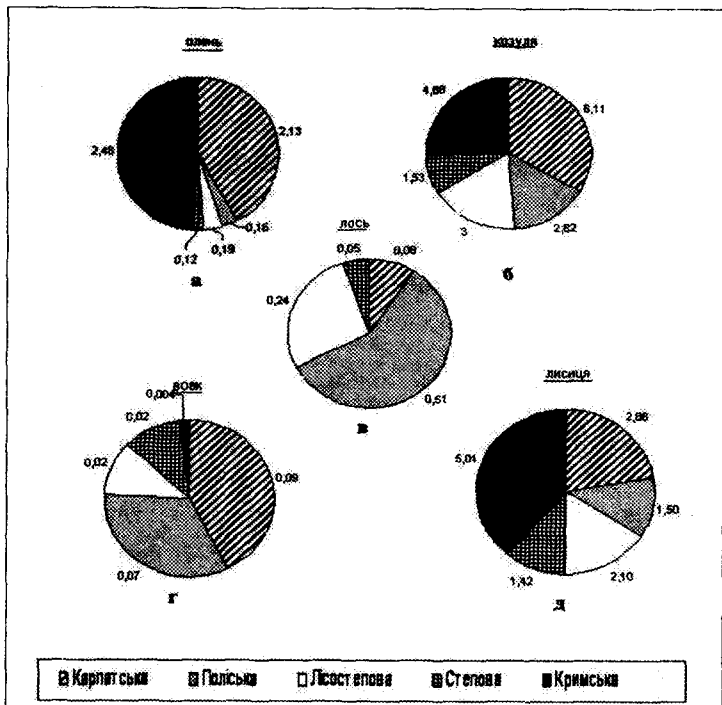 олень
2,13
0,16
0,19
0,12
2,48
а
козуля
6,11
2,82
3
1,53
4,88
б
лось
0,05
0,08
0,24
0,51
в
вовк
0,004
0,02
0,02
0,09
0,07
г
лисиця
2,86
1,50
2,10
1,42
5,01
д
Карпатська Поліська Лісостепова Степова Кримська